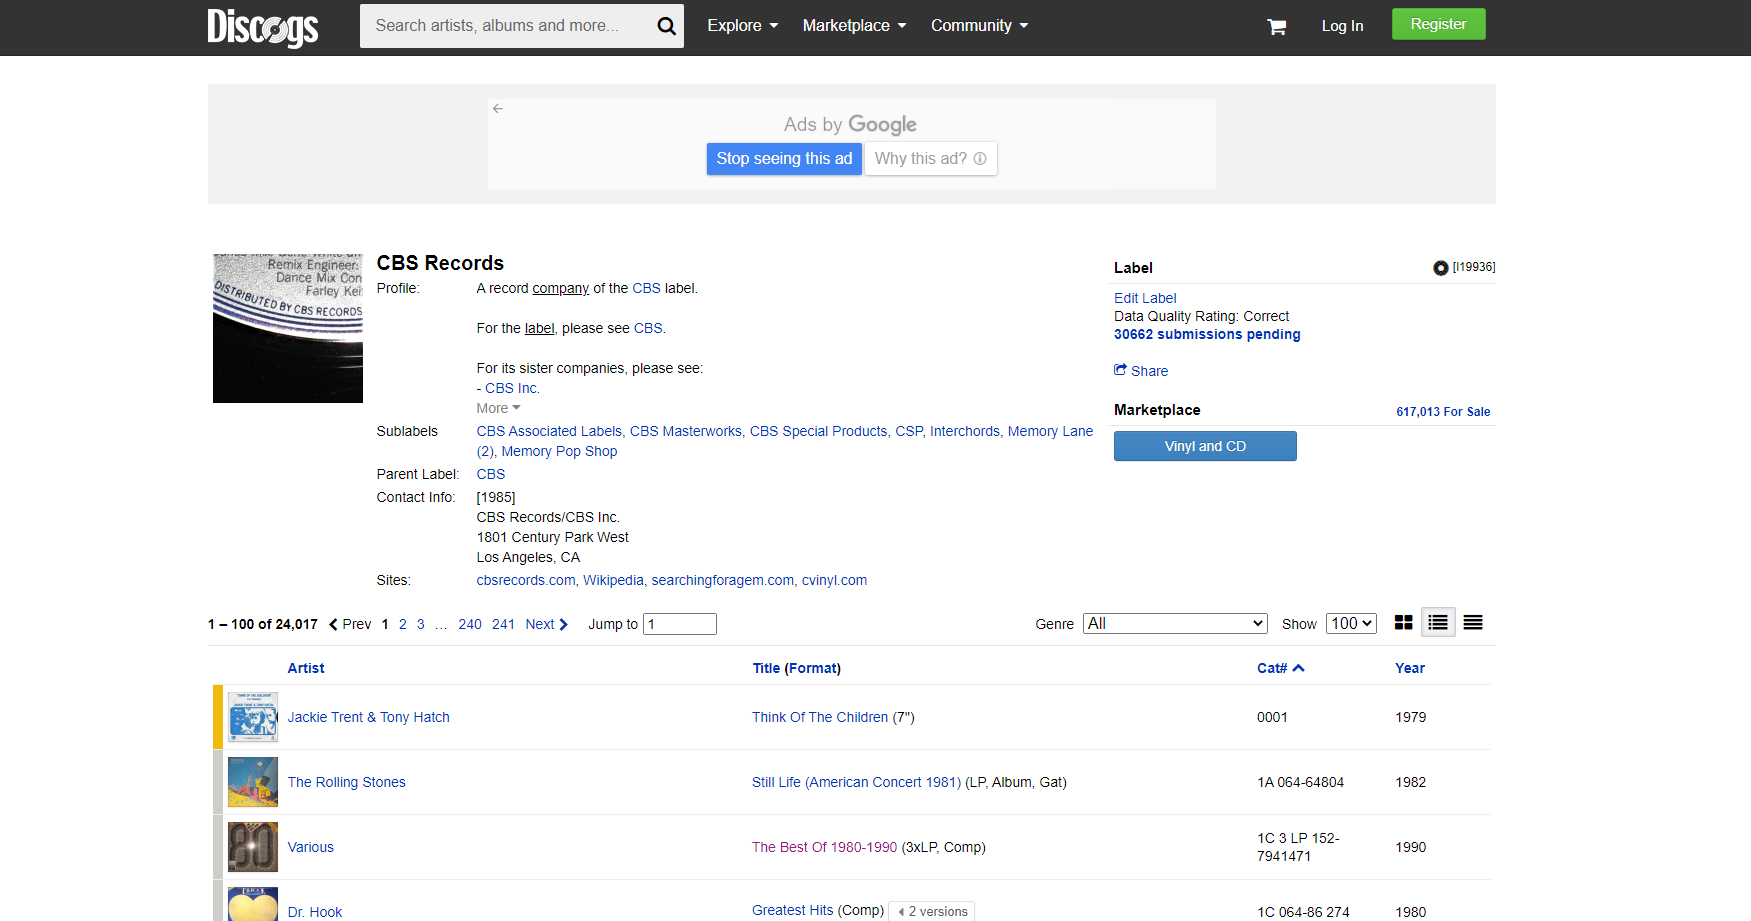 Discogs
Search artists, albums and more...
Explore
Marketplace
Community
Log In
Register
Ads by Google
Stop seeing this ad
Why this ad?
Remix Engineer:
Dance Mix Con
Farley Kei
DISTRIBUTED BY CBS RECORDS
CBS Records
Profile:
A record company of the CBS label.
For the label, please see CBS.
For its sister companies, please see:
- CBS Inc.
More
Sublabels
CBS Associated Labels, CBS Masterworks, CBS Special Products, CSP, Interchords, Memory Lane
(2), Memory Pop Shop
Parent Label:
CBS
Contact Info:
[1985]
CBS Records/CBS Inc.
1801 Century Park West
Los Angeles, CA
Sites:
cbsrecords.com, Wikipedia, searchingforagem.com, cvinyl.com
Label
[l19936]
Edit Label
Data Quality Rating: Correct
30662 submissions pending
Share
Marketplace
617,013 For Sale
Vinyl and CD
1 – 100 of 24,017 Prev 1 2 3 … 240 241 Next Jump to 1
Genre All Show 100
Artist Title (Format) Cat# Year
Jackie Trent & Tony Hatch Think Of The Children (7") 0001 1979
The Rolling Stones Still Life (American Concert 1981) (LP, Album, Gat) 1A 064-64804 1982
80
Various The Best Of 1980-1990 (3xLP, Comp) 1C 3 LP 152-
7941471 1990
Dr. Hook Greatest Hits (Comp) 2 versions 1C 064-86 274 1980